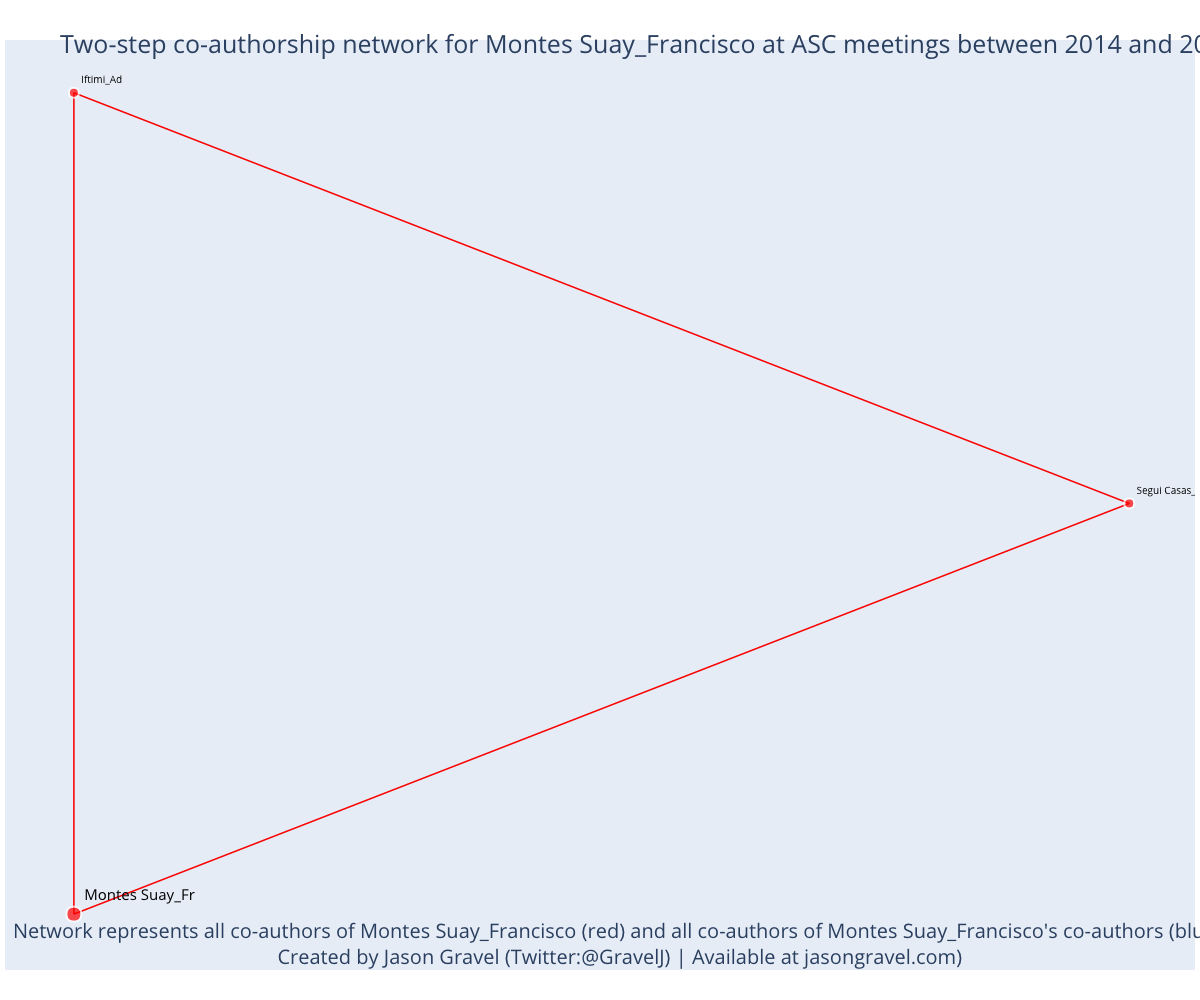 Two-step co-authorship network for Montes Suay_Francisco at ASC meetings between 2014 and
Iftimi_Ad
Segui Casas_
Montes Suay_Fr
Network represents all co-authors of Montes Suay_Francisco (red) and all co-authors of Montes Suay_Francisco's co-authors
Created by Jason Gravel (Twitter:@GravelJ) | Available at jasongravel.com)